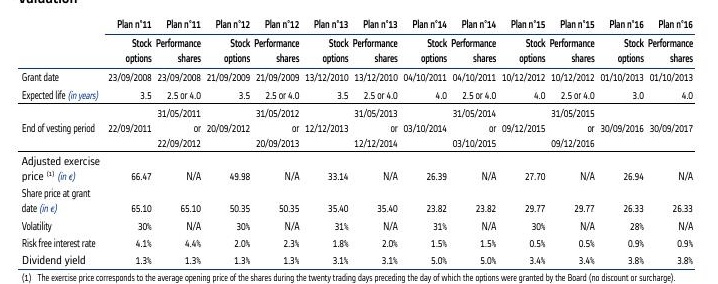 Valuation
Plan n°11 Plan n°11 Plan n°12 Plan n°12 Plan n°13 Plan n°13 Plan n°14 Plan n°14 Plan n°15 Plan n°15 Plan n°16 Plan n°16
Stock Performance Stock Performance Stock Performance Stock Performance Stock Performance Stock Performance
options shares options shares options shares options shares options shares options shares
Grant date 23/09/2008 23/09/2008 21/09/2009 21/09/2009 13/12/2010 13/12/2010 04/10/2011 04/10/2011 10/12/2012 10/12/2012 01/10/2013 01/10/2013
Expected life (in years) 3.5 2.5 or 4.0 3.5 2.5 or 4.0 3.5 2.5 or 4.0 4.0 2.5 or 4.0 4.0 2.5 or 4.0 3.0 4.0
31/05/2011 31/05/2012 31/05/2013 31/05/2014 31/05/2015
End of vesting period 22/09/2011 or 20/09/2012 or 12/12/2013 or 03/10/2014 or 09/12/2015 or 30/09/2016 30/09/2017
22/09/2012 20/09/2013 12/12/2014 03/10/2015 09/12/2016
Adjusted exercise
price (1) (in €) 66.47 N/A 49.98 N/A 33.14 N/A 26.39 N/A 27.70 N/A 26.94 N/A
Share price at grant
date (in €) 65.10 65.10 50.35 50.35 35.40 35.40 23.82 23.82 29.77 29.77 26.33 26.33
Volatility 30% N/A 30% N/A 31% N/A 31% N/A 30% N/A 28% N/A
Risk free interest rate 4.1% 4.4% 2.0% 2.3% 1.8% 2.0% 1.5% 1.5% 0.5% 0.5% 0.9% 0.9%
Dividend yield 1.3% 1.3% 1.3% 1.3% 3.1% 3.1% 5.0% 5.0% 3.4% 3.4% 3.8% 3.8%
(1) The exercise price corresponds to the average opening price of the shares during the twenty trading days preceding the day of which the options were granted by the Board (no discount or surcharge).